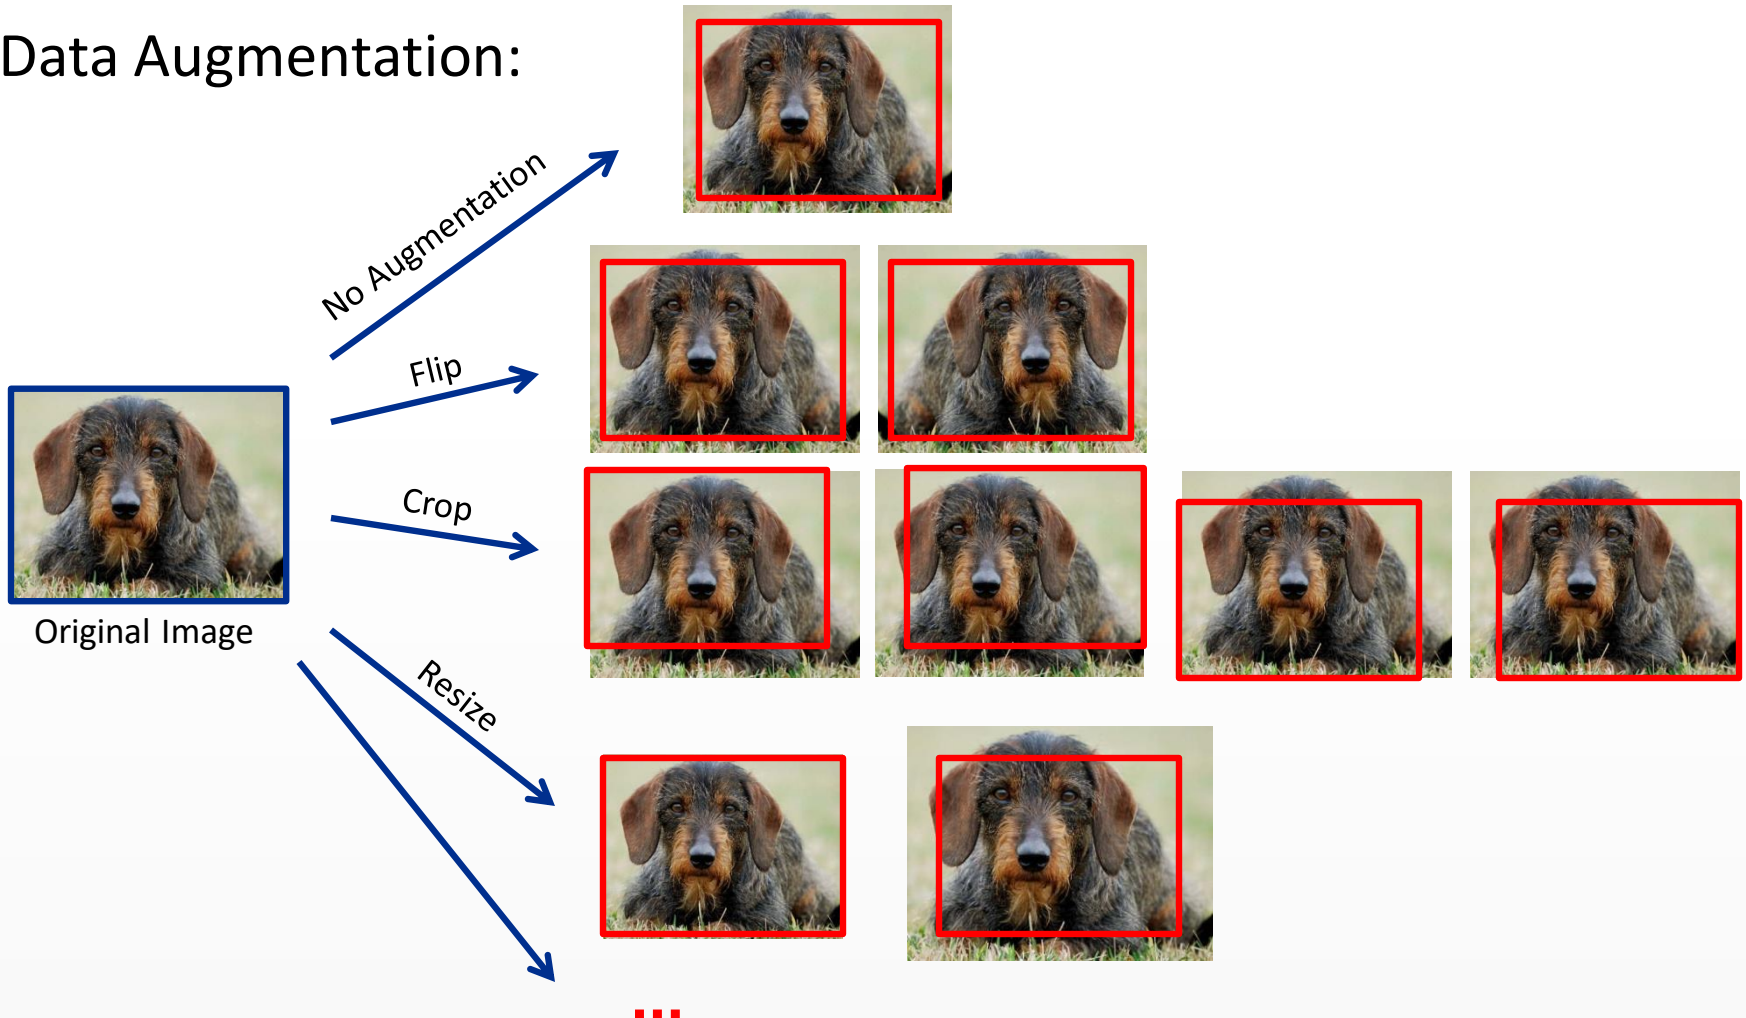 Data Augmentation:
No Augmentation
Flip
Crop
Original Image
Resize